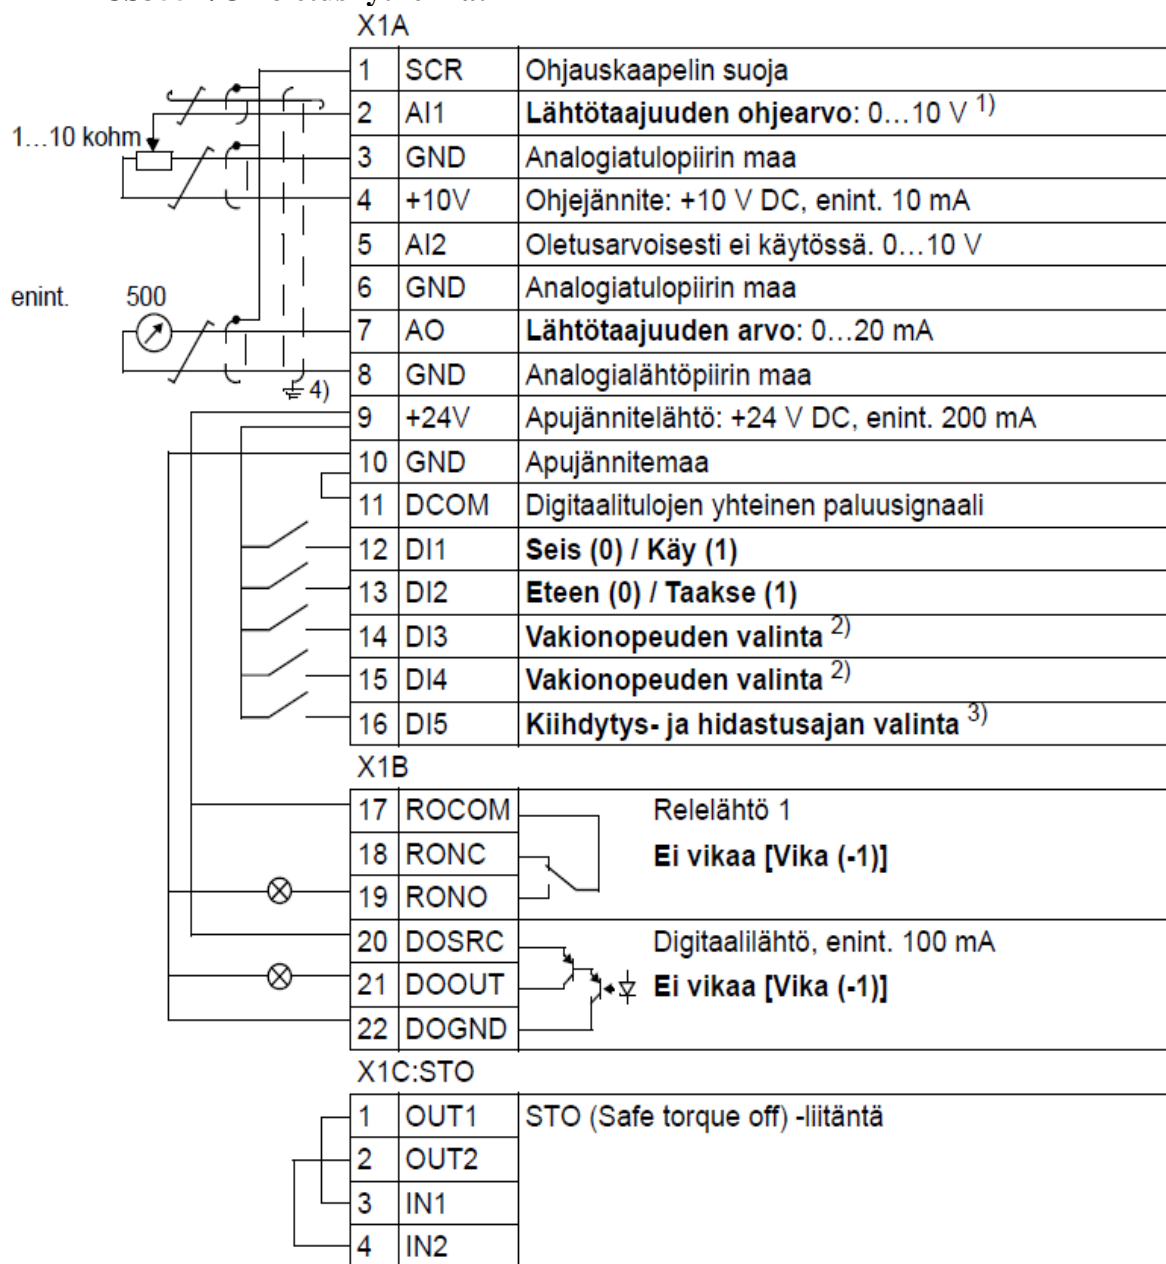 X1A
1 SCR Ohjauskaapelin suoja
2 AI1 Lähtötaajuuden ohjearvo: 0...10 V 1)
1...10 kohm
3 GND Analogiatulopiirin maa
4 +10V Ohjejännite: +10 V DC, enint. 10 mA
5 AI2 Oletusarvoisesti ei käytössä. 0...10 V
6 GND Analogiatulopiirin maa
enint. 500
7 AO Lähtötaajuuden arvo: 0...20 mA
8 GND Analogialähtöpiirin maa
4)
9 +24V Apujännitelähtö: +24 V DC, enint. 200 mA
10 GND Apujännitemaa
11 DCOM Digitaalitulojen yhteinen paluusignaali
12 DI1 Seis (0) / Käy (1)
13 DI2 Eteen (0) / Taakse (1)
14 DI3 Vakionopeuden valinta 2)
15 DI4 Vakionopeuden valinta 2)
16 DI5 Kiihdytys- ja hidastusajan valinta 3)
X1B
17 ROCOM Relelähtö 1
18 RONC Ei vikaa [Vika (-1)]
19 RONO
20 DOSRC Digitaalilähtö, enint. 100 mA
21 DOOUT Ei vikaa [Vika (-1)]
22 DOGND
X1C:STO
1 OUT1 STO (Safe torque off) -liitäntä
2 OUT2
3 IN1
4 IN2